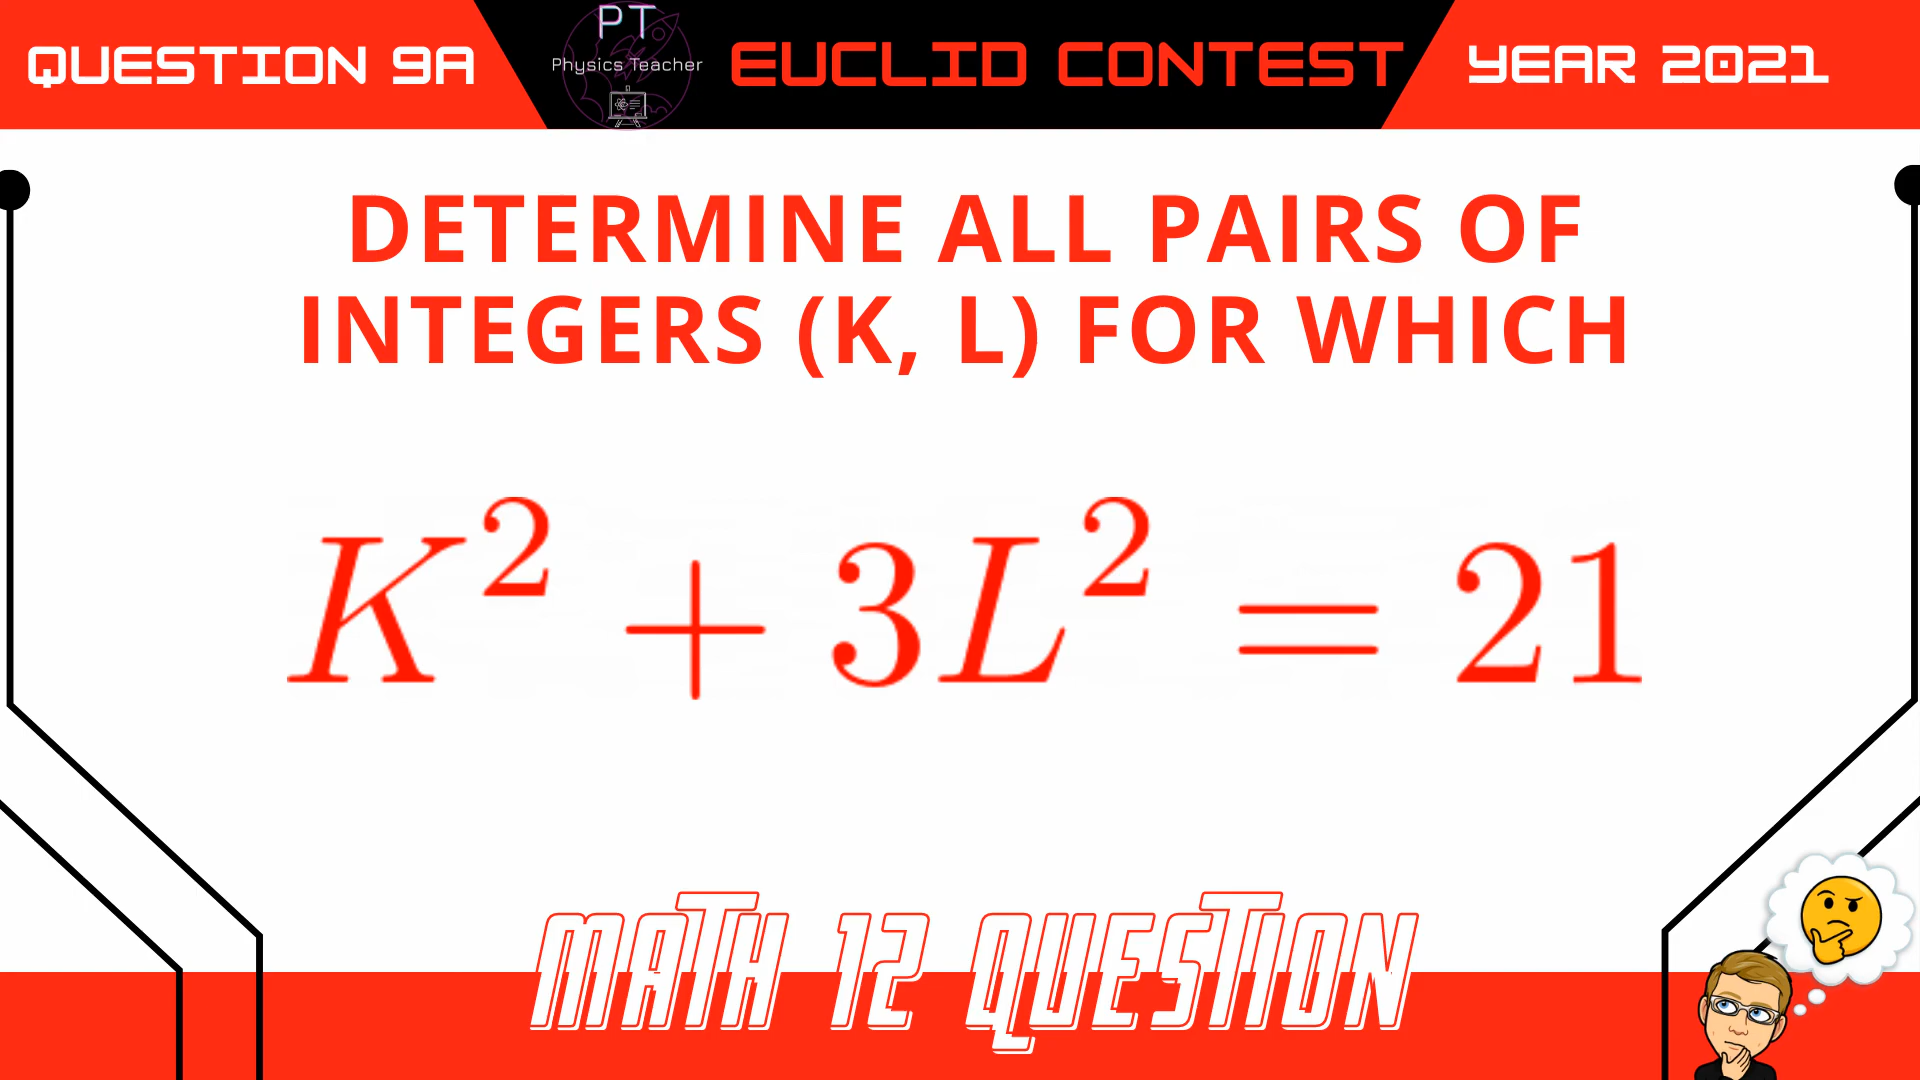 QUESTION 9A
PT
Physics Teacher
EUCLID CONTEST
YEAR 2021
DETERMINE ALL PAIRS OF
INTEGERS (K, L) FOR WHICH
K² + 3L² = 21
MATH 12 QUESTION